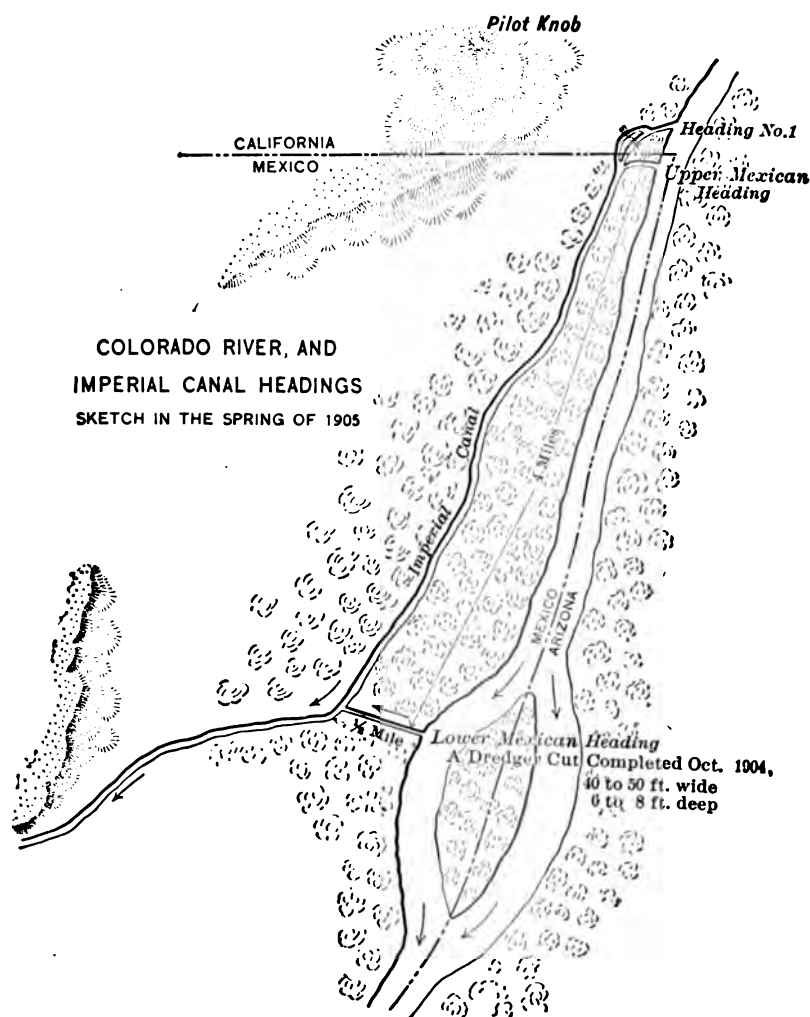 Pilot Knob
CALIFORNIA
MEXICO
Heading No.1
Upper Mexican
Heading
COLORADO RIVER, AND
IMPERIAL CANAL HEADINGS
SKETCH IN THE SPRING OF 1905
Imperial Canal
4 Miles
MEXICO
ARIZONA
½ Mile
Lower Mexican Heading
A Dredger Cut Completed Oct. 1904,
40 to 50 ft. wide
6 to 8 ft. deep